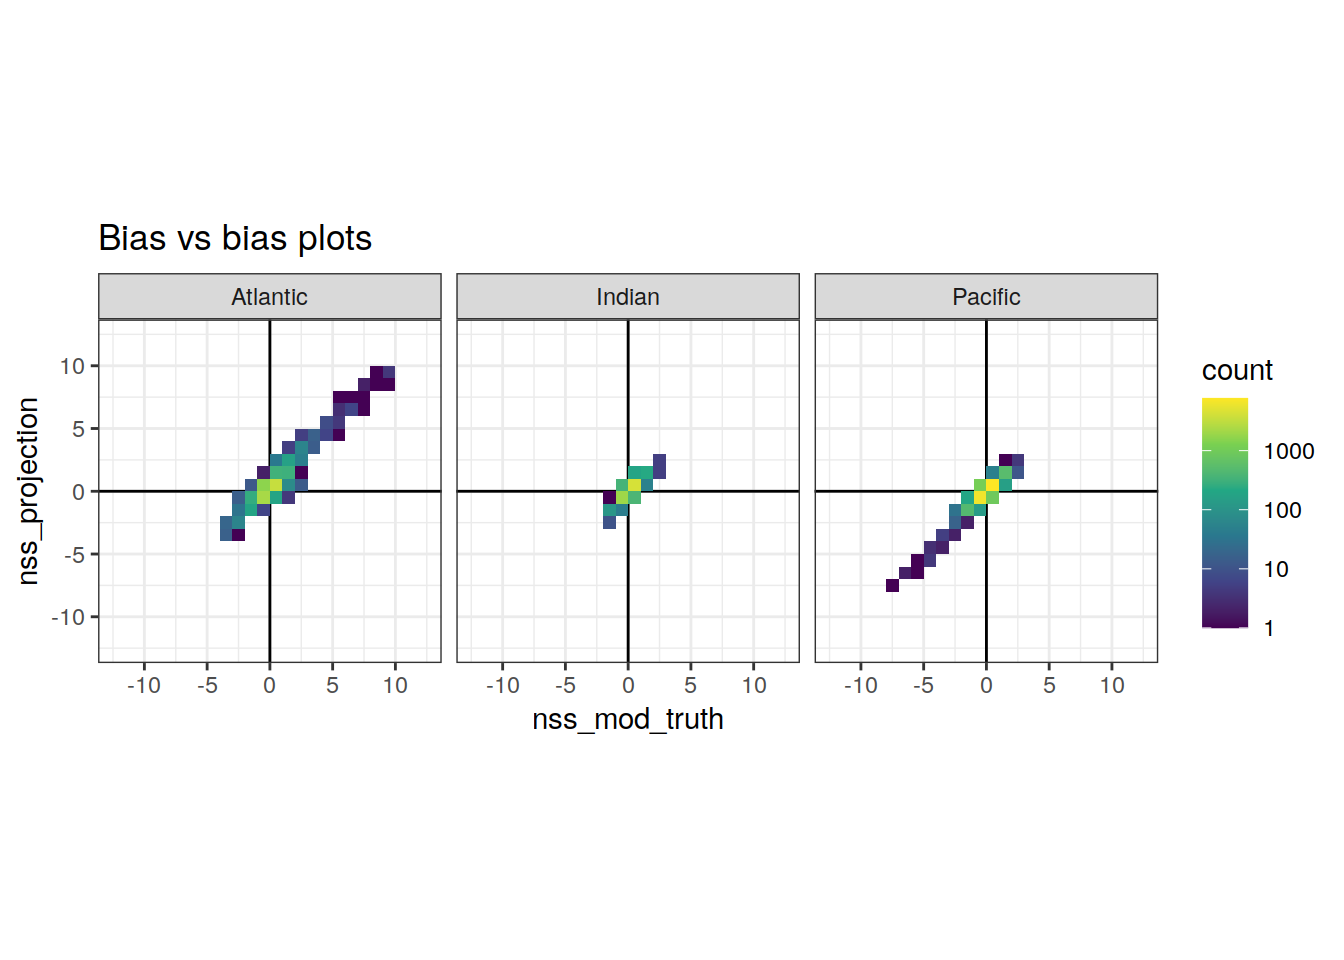 Bias vs bias plots
Atlantic
Indian
Pacific
nss_projection
10
5
0
-5
-10
-10 -5 0 5 10
-10 -5 0 5 10
-10 -5 0 5 10
nss_mod_truth
count
1000
100
10
1